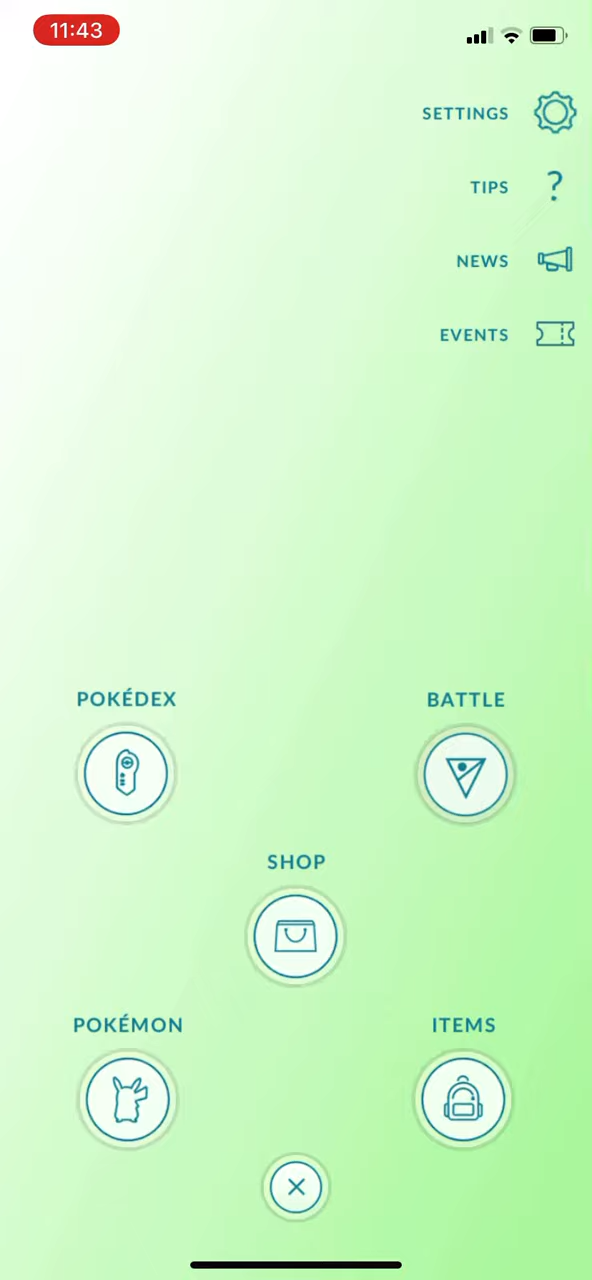 11:43
SETTINGS
?
TIPS
NEWS
EVENTS
POKÉDEX
BATTLE
SHOP
POKÉMON
ITEMS